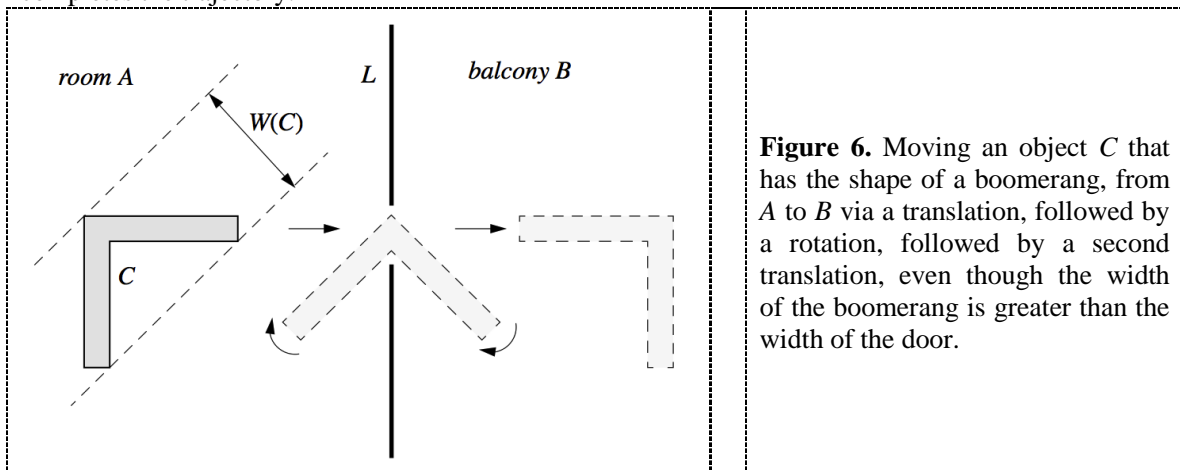 room A
L
balcony B
W(C)
C
Figure 6. Moving an object C that
has the shape of a boomerang, from
A to B via a translation, followed by
a rotation, followed by a second
translation, even though the width
of the boomerang is greater than the
width of the door.